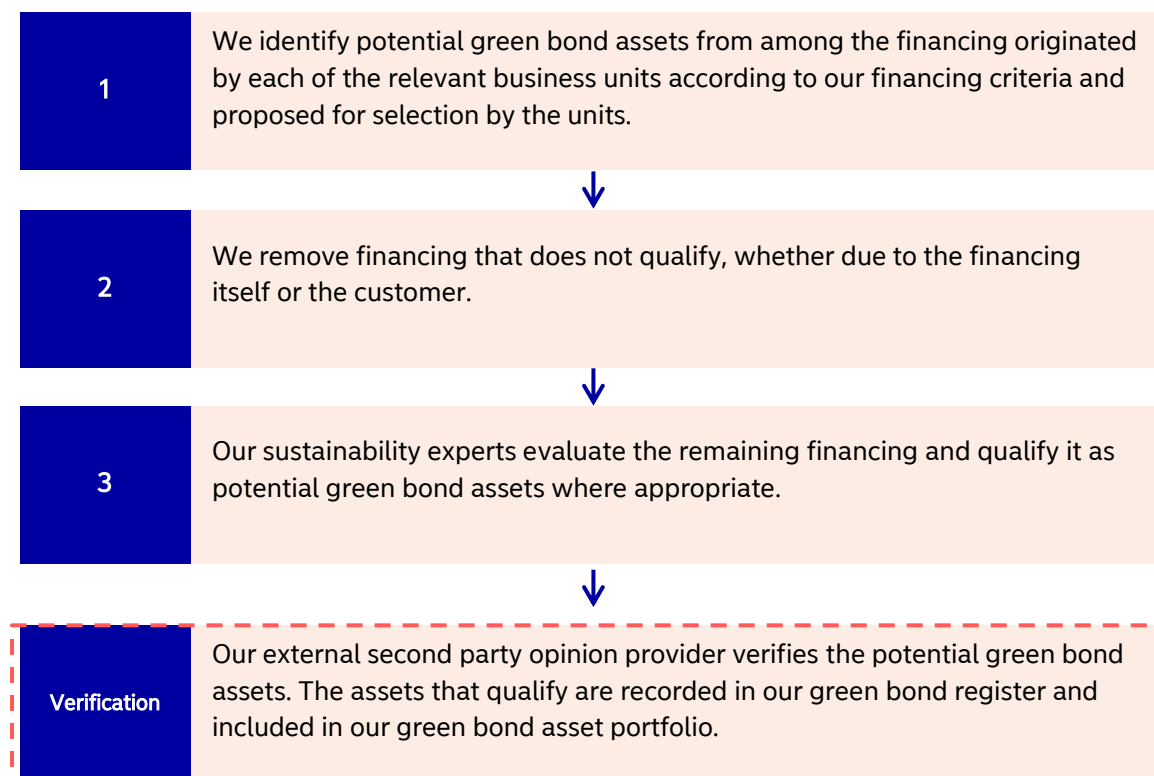 1
We identify potential green bond assets from among the financing originated
by each of the relevant business units according to our financing criteria and
proposed for selection by the units.
2
We remove financing that does not qualify, whether due to the financing
itself or the customer.
3
Our sustainability experts evaluate the remaining financing and qualify it as
potential green bond assets where appropriate.
Verification
Our external second party opinion provider verifies the potential green bond
assets. The assets that qualify are recorded in our green bond register and
included in our green bond asset portfolio.